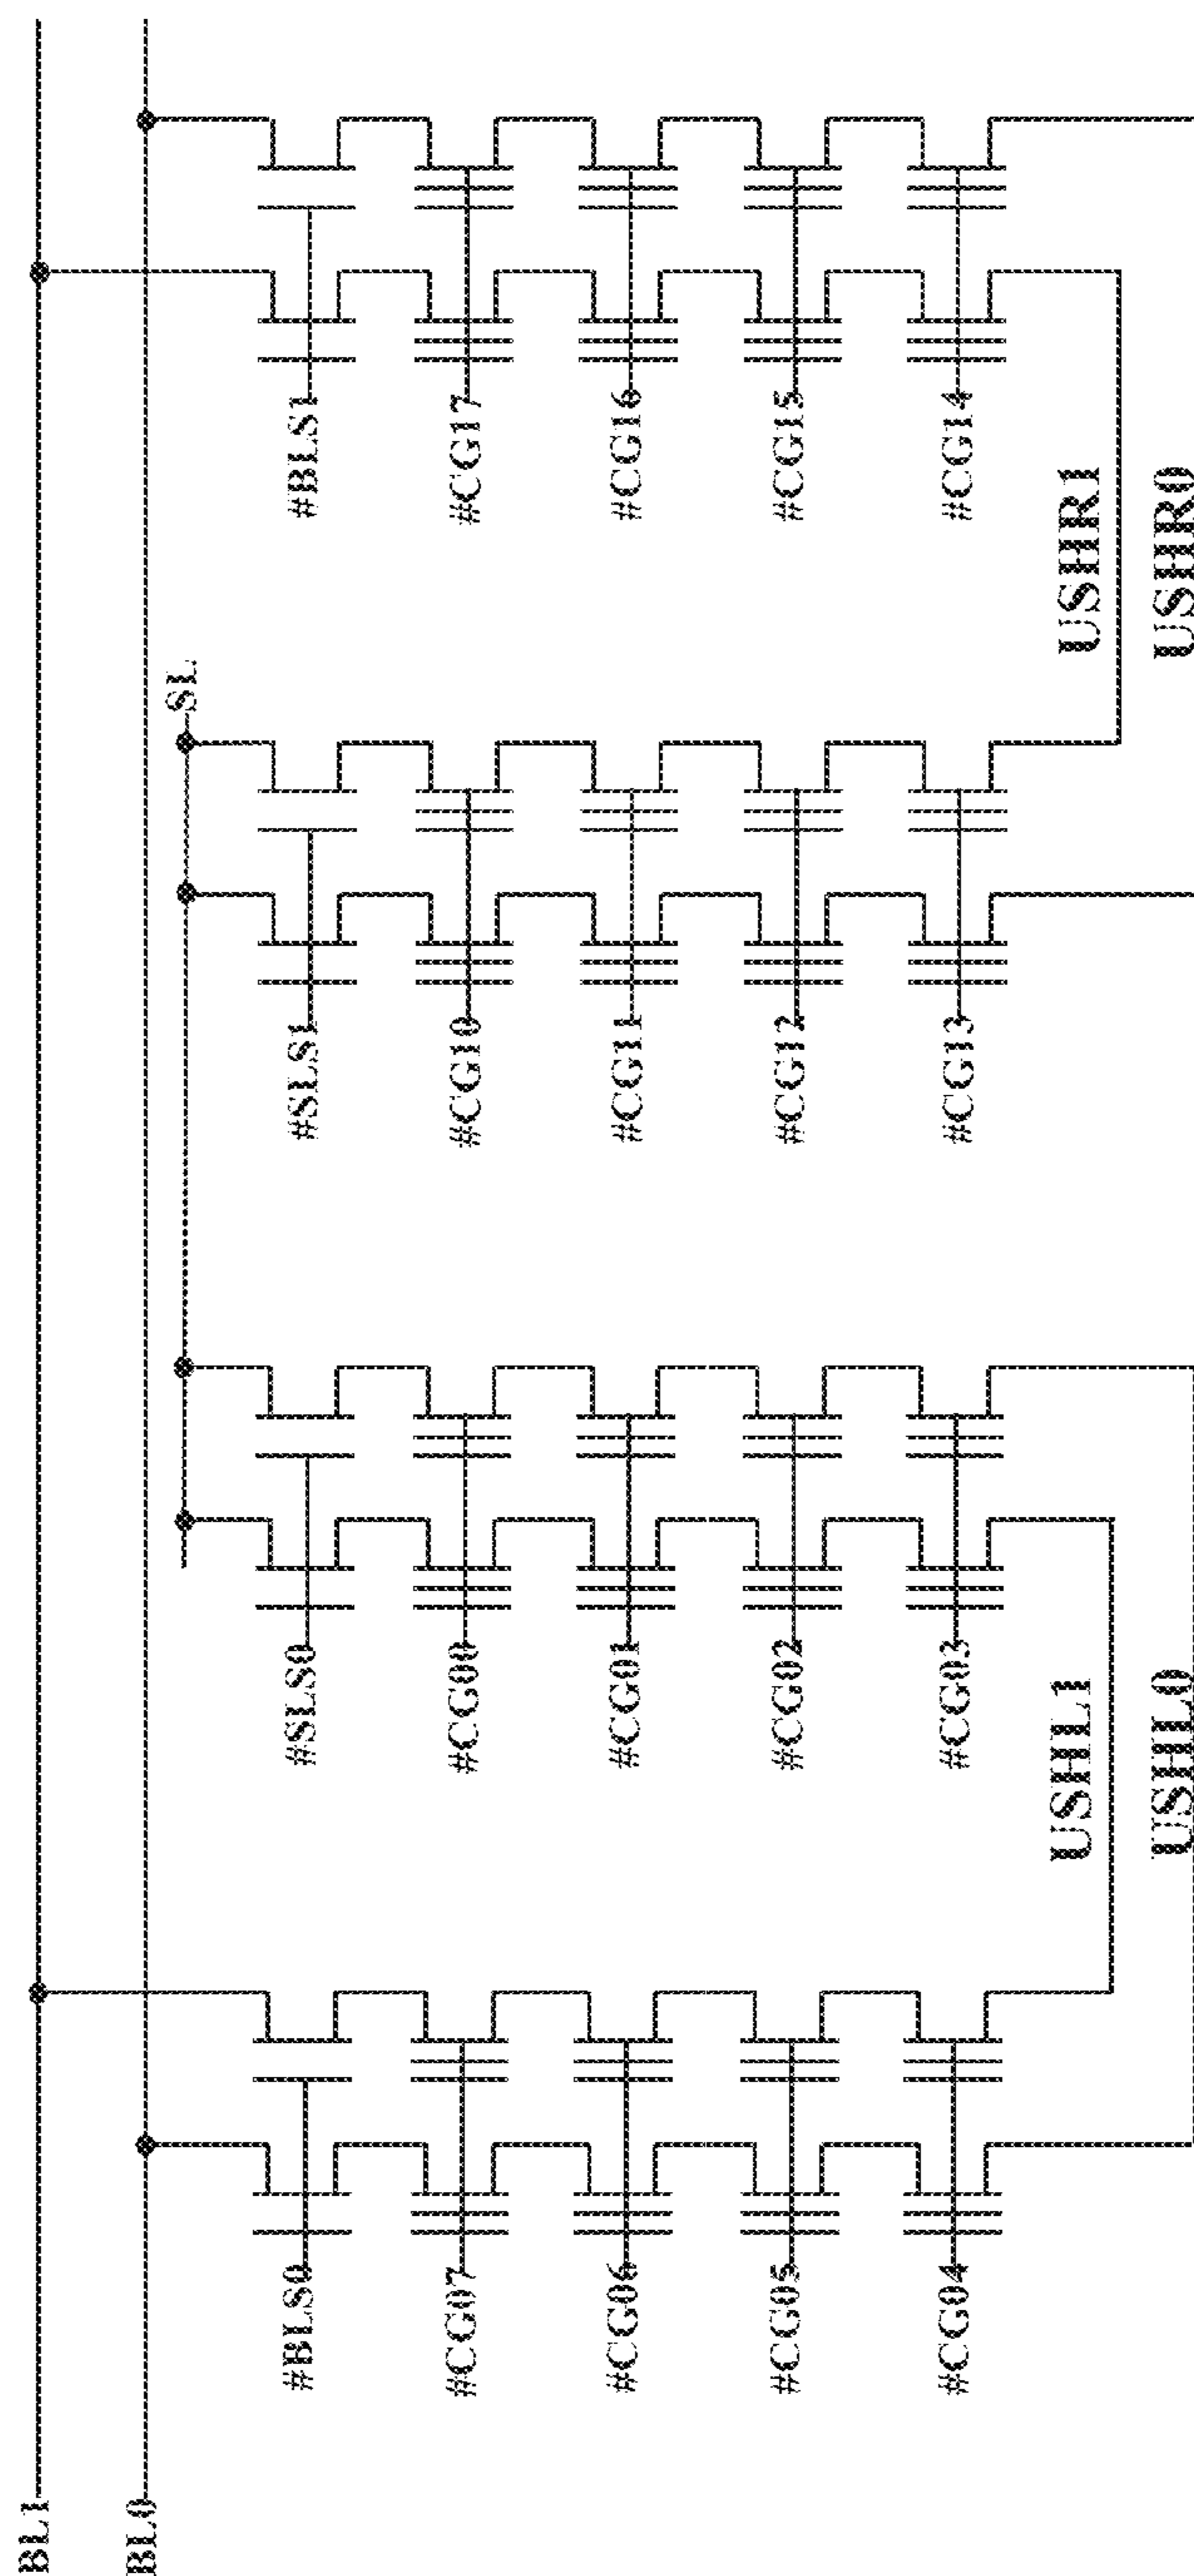 BL1
BL0
SL
#BLS0
#SLS0
#SLS1
#BLS1
#CG07
#CG00
#CG10
#CG17
#CG06
#CG01
#CG11
#CG16
#CG05
#CG02
#CG12
#CG15
#CG04
#CG03
#CG13
#CG14
USHL1
USHR1
USHL0
USHR0